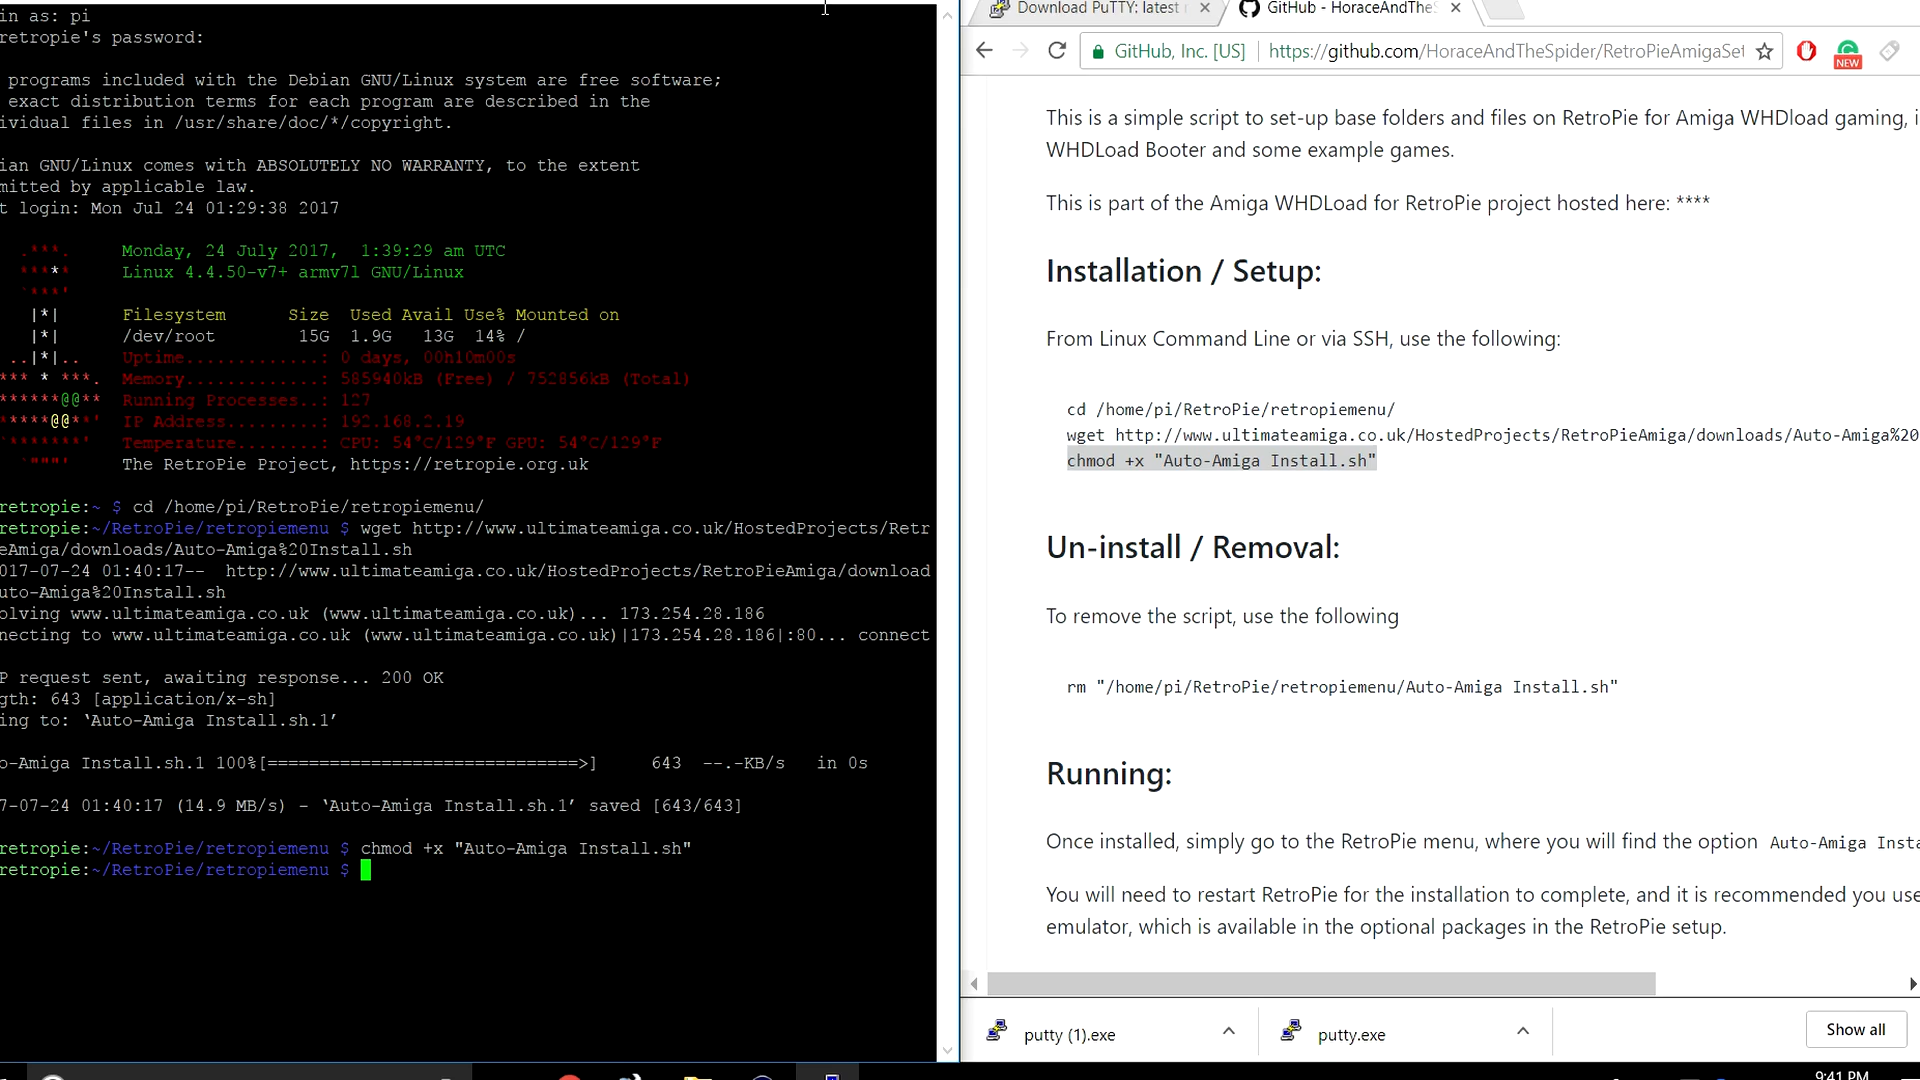 in as: pi
retropie's password:
programs included with the Debian GNU/Linux system are free software;
exact distribution terms for each program are described in the
ividual files in /usr/share/doc/*/copyright.
ian GNU/Linux comes with ABSOLUTELY NO WARRANTY, to the extent
mitted by applicable law.
t login: Mon Jul 24 01:29:38 2017
.***. Monday, 24 July 2017, 1:39:29 am UTC
***** Linux 4.4.50-v7+ armv7l GNU/Linux
`***'
|*| Filesystem Size Used Avail Use% Mounted on
|*| /dev/root 15G 1.9G 13G 14% /
..|*|.. Uptime.............: 0 days, 00h10m00s
*** * ***. Memory.............: 585940kB (Free) / 752856kB (Total)
******@@** Running Processes..: 127
*****@@**' IP Address.........: 192.168.2.19
*******' Temperature........: CPU: 54°C/129°F GPU: 54°C/129°F
`"""' The RetroPie Project, https://retropie.org.uk
retropie:~ $ cd /home/pi/RetroPie/retropiemenu/
retropie:~/RetroPie/retropiemenu $ wget http://www.ultimateamiga.co.uk/HostedProjects/Retr
eAmiga/downloads/Auto-Amiga%20Install.sh
017-07-24 01:40:17-- http://www.ultimateamiga.co.uk/HostedProjects/RetroPieAmiga/download
uto-Amiga%20Install.sh
olving www.ultimateamiga.co.uk (www.ultimateamiga.co.uk)... 173.254.28.186
necting to www.ultimateamiga.co.uk (www.ultimateamiga.co.uk)|173.254.28.186|:80... connect
P request sent, awaiting response... 200 OK
gth: 643 [application/x-sh]
ing to: ‘Auto-Amiga Install.sh.1’
o-Amiga Install.sh.1 100%[==============================>] 643 --.-KB/s in 0s
7-07-24 01:40:17 (14.9 MB/s) - ‘Auto-Amiga Install.sh.1’ saved [643/643]
retropie:~/RetroPie/retropiemenu $ chmod +x "Auto-Amiga Install.sh"
retropie:~/RetroPie/retropiemenu $
Download PuTTY: latest
GitHub - HoraceAndTheS
GitHub, Inc. [US] https://github.com/HoraceAndTheSpider/RetroPieAmigaSet
NEW
This is a simple script to set-up base folders and files on RetroPie for Amiga WHDload gaming, i
WHDLoad Booter and some example games.
This is part of the Amiga WHDLoad for RetroPie project hosted here: ****
Installation / Setup:
From Linux Command Line or via SSH, use the following:
cd /home/pi/RetroPie/retropiemenu/
wget http://www.ultimateamiga.co.uk/HostedProjects/RetroPieAmiga/downloads/Auto-Amiga%20
chmod +x "Auto-Amiga Install.sh"
Un-install / Removal:
To remove the script, use the following
rm "/home/pi/RetroPie/retropiemenu/Auto-Amiga Install.sh"
Running:
Once installed, simply go to the RetroPie menu, where you will find the option Auto-Amiga Insta
You will need to restart RetroPie for the installation to complete, and it is recommended you use
emulator, which is available in the optional packages in the RetroPie setup.
putty (1).exe
putty.exe
Show all
9:41 PM